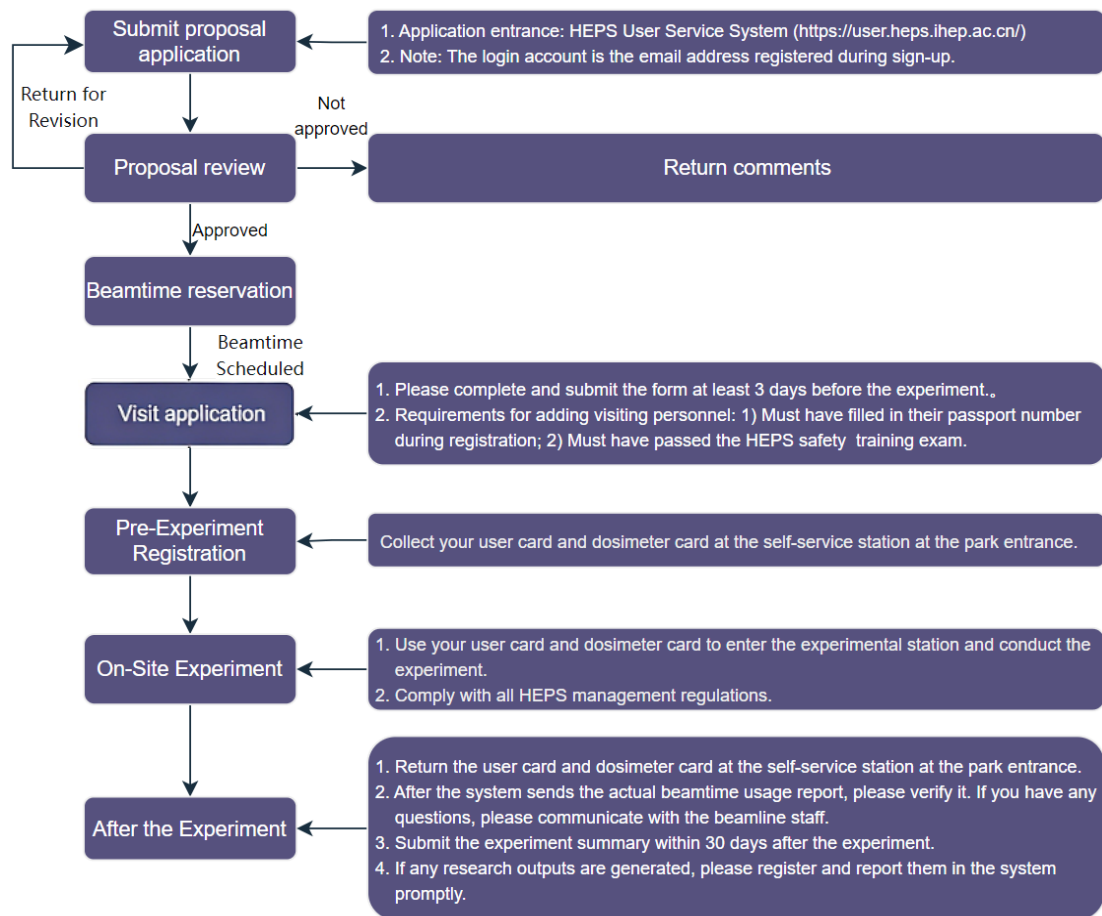 Submit proposal
application
1. Application entrance: HEPS User Service System (https://user.heps.ihep.ac.cn/)
2. Note: The login account is the email address registered during sign-up.
Return for
Revision
Not
approved
Proposal review
Return comments
Approved
Beamtime reservation
Beamtime
Scheduled
Visit application
1. Please complete and submit the form at least 3 days before the experiment.。
2. Requirements for adding visiting personnel: 1) Must have filled in their passport number
during registration; 2) Must have passed the HEPS safety training exam.
Pre-Experiment
Registration
Collect your user card and dosimeter card at the self-service station at the park entrance.
On-Site Experiment
1. Use your user card and dosimeter card to enter the experimental station and conduct the
experiment.
2. Comply with all HEPS management regulations.
After the Experiment
1. Return the user card and dosimeter card at the self-service station at the park entrance.
2. After the system sends the actual beamtime usage report, please verify it. If you have any
questions, please communicate with the beamline staff.
3. Submit the experiment summary within 30 days after the experiment.
4. If any research outputs are generated, please register and report them in the system
promptly.